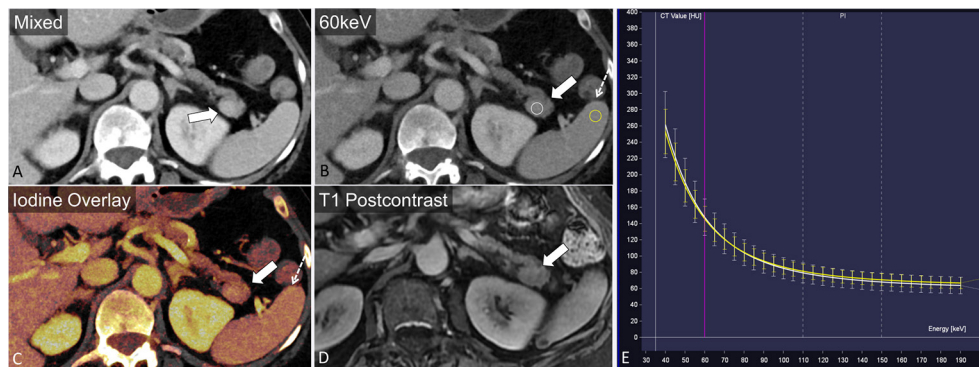 Mixed
A
60keV
B
Iodine Overlay
C
T1 Postcontrast
D
CT Value [HU]
PI
400
380
360
340
320
300
280
260
240
220
200
180
160
140
120
100
80
60
40
20
0
Energy [keV]
E
30 40 50 60 70 80 90 100 110 120 130 140 150 160 170 180 190